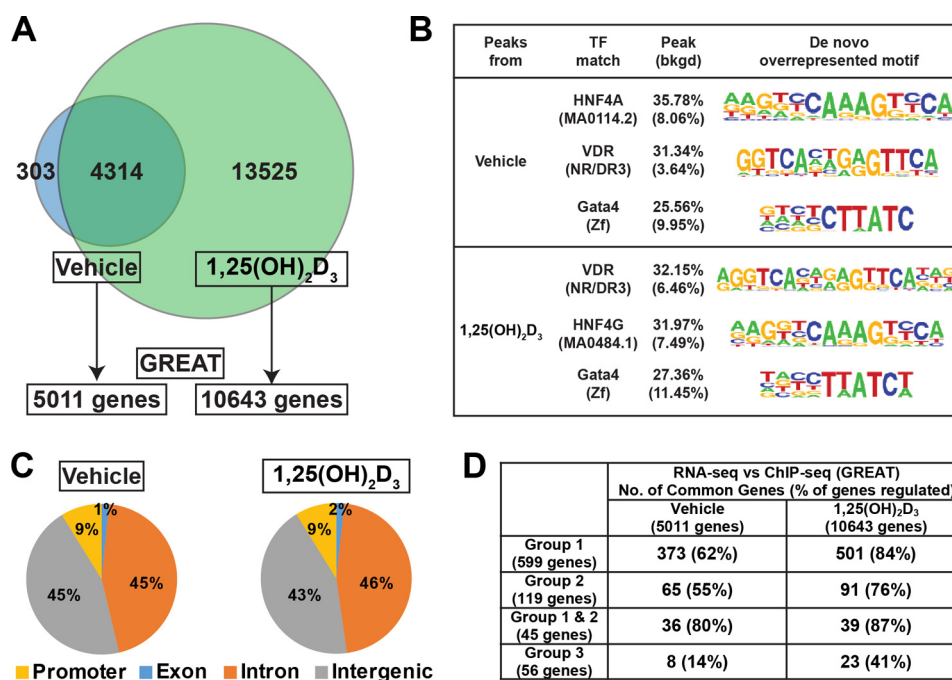 A
303
4314
13525
Vehicle
1,25(OH)2D3
GREAT
5011 genes
10643 genes
B
Peaks from
TF match
Peak (bkgd)
De novo overrepresented motif
Vehicle
HNF4A (MA0114.2)
35.78% (8.06%)
VDR (NR/DR3)
31.34% (3.64%)
Gata4 (Zf)
25.56% (9.95%)
1,25(OH)2D3
VDR (NR/DR3)
32.15% (6.46%)
HNF4G (MA0484.1)
31.97% (7.49%)
Gata4 (Zf)
27.36% (11.45%)
C
Vehicle
1%
9%
45%
45%
1,25(OH)2D3
2%
9%
46%
43%
Promoter
Exon
Intron
Intergenic
D
RNA-seq vs ChIP-seq (GREAT)
No. of Common Genes (% of genes regulated)
Vehicle (5011 genes)
1,25(OH)2D3 (10643 genes)
Group 1 (599 genes)
373 (62%)
501 (84%)
Group 2 (119 genes)
65 (55%)
91 (76%)
Group 1 & 2 (45 genes)
36 (80%)
39 (87%)
Group 3 (56 genes)
8 (14%)
23 (41%)